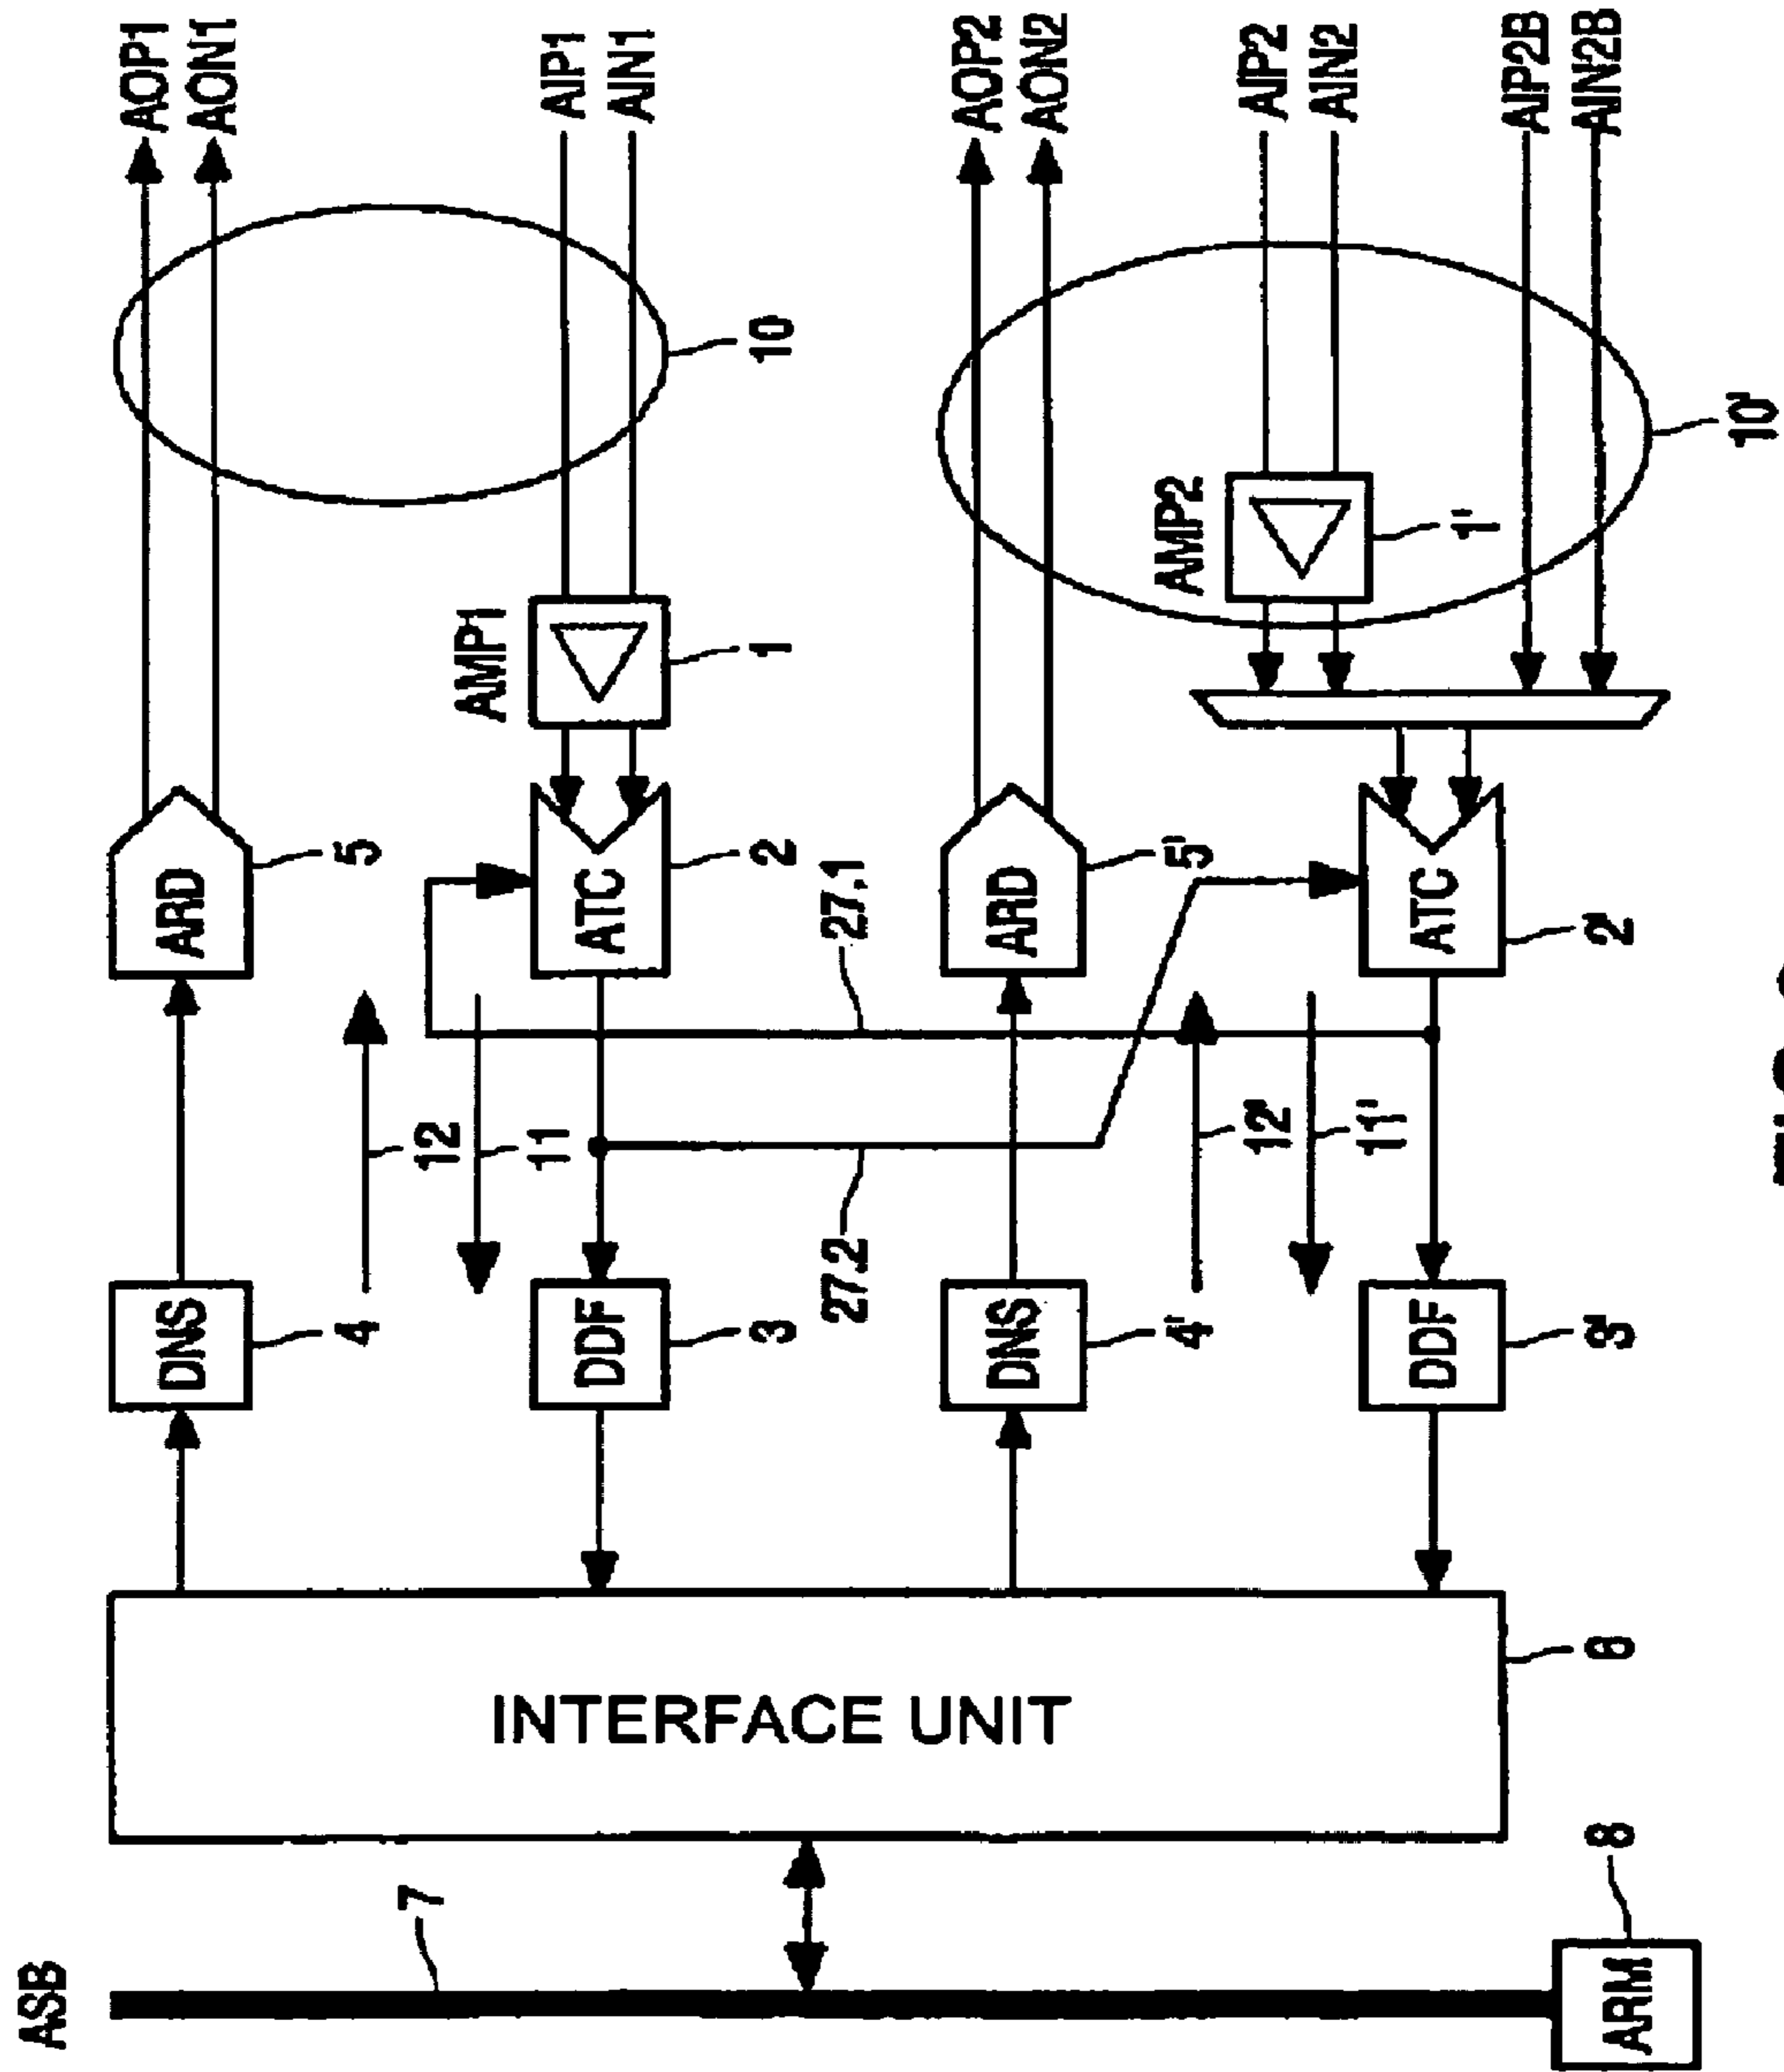 AOP1
AON1
AIP1
AIN1
AOP2
AON2
AIP2
AIN2
AIP2B
AIN2B
10
10'
AMP1
1
AMP2
1'
ARD
5
ATC
2
27.1
ARD
5'
ATC
2'
12
11
27.2
12'
11'
DNS
4
DDF
3
DNS
4'
DDF
3'
INTERFACE UNIT
6
ASB
7
ARM
8